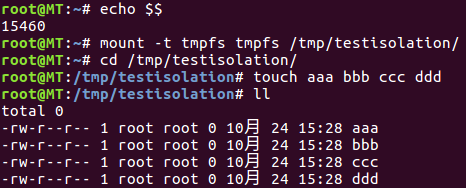 root@MT:~# echo $$
15460
root@MT:~# mount -t tmpfs tmpfs /tmp/testisolation/
root@MT:~# cd /tmp/testisolation/
root@MT:/tmp/testisolation# touch aaa bbb ccc ddd
root@MT:/tmp/testisolation# ll
total 0
-rw-r--r-- 1 root root 0 10月 24 15:28 aaa
-rw-r--r-- 1 root root 0 10月 24 15:28 bbb
-rw-r--r-- 1 root root 0 10月 24 15:28 ccc
-rw-r--r-- 1 root root 0 10月 24 15:28 ddd